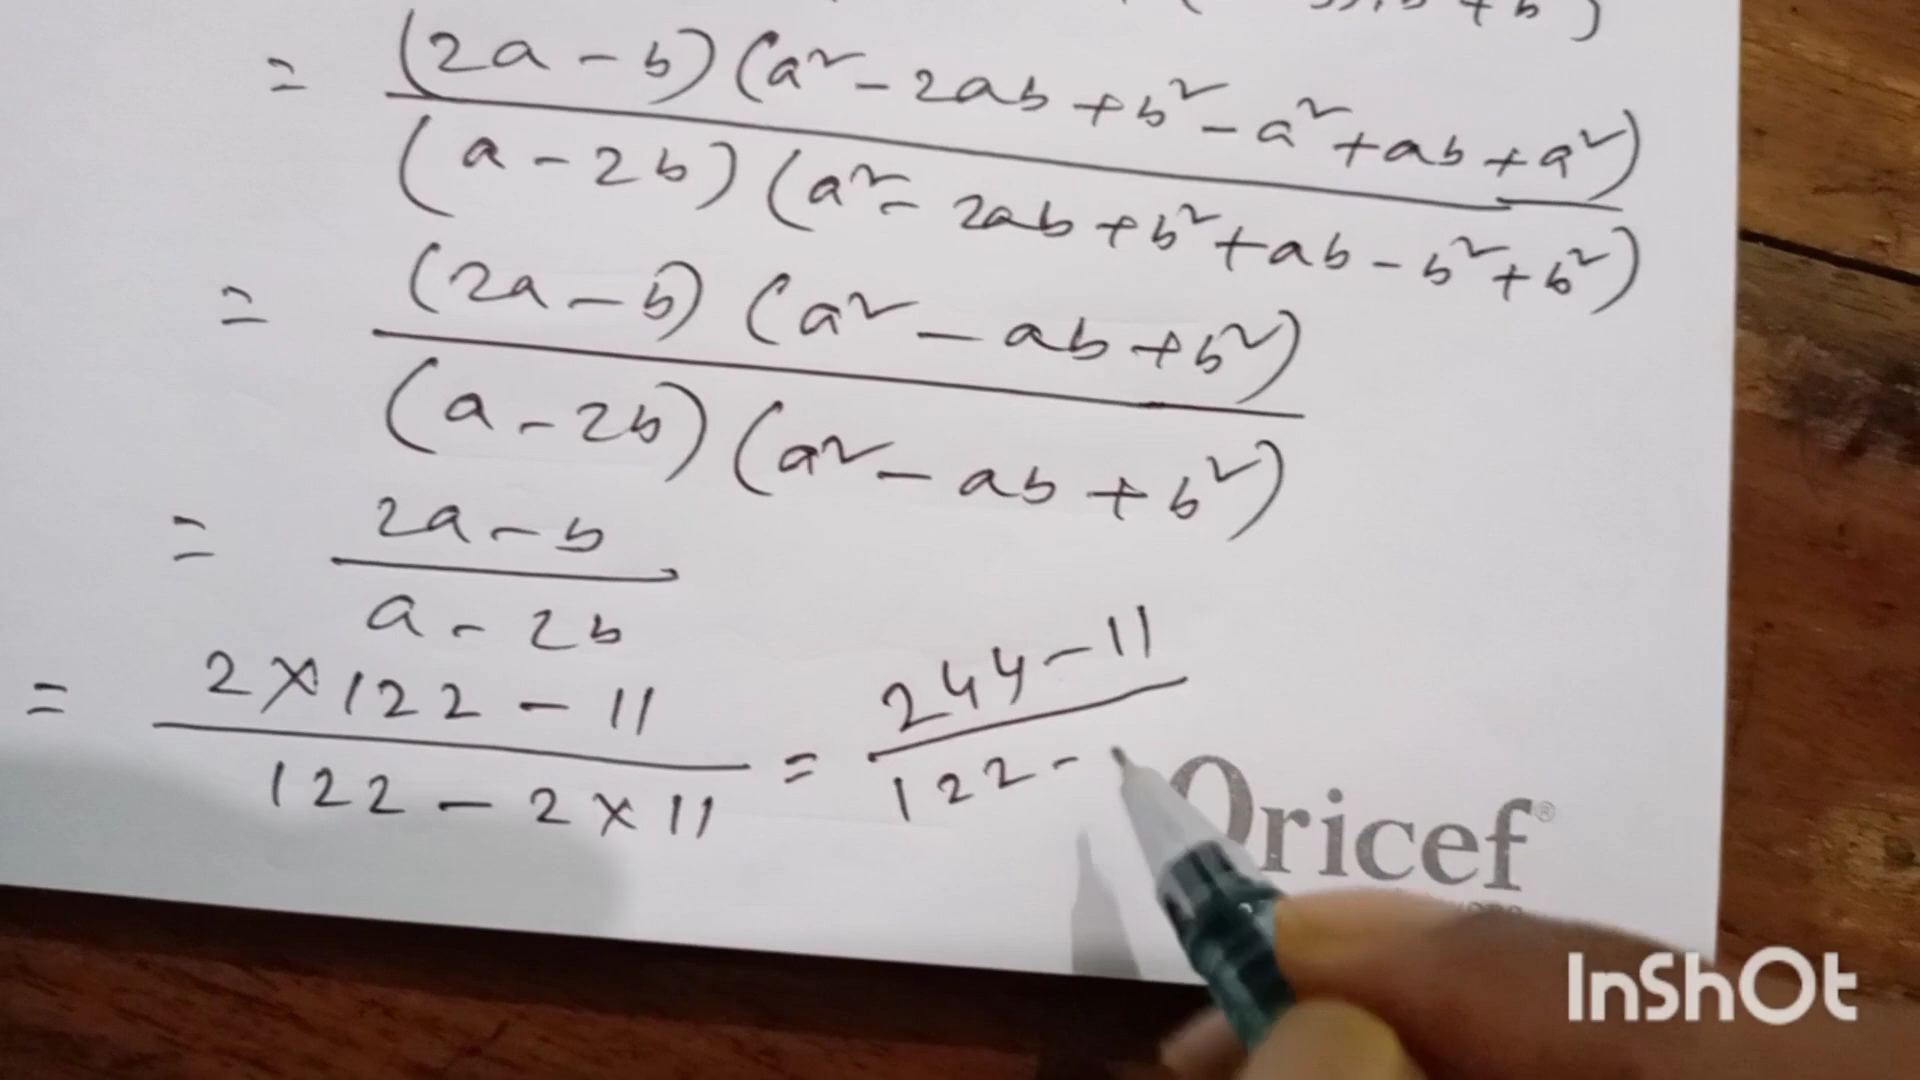 = (2a - b)(a² - 2ab + b² - a² + ab + a²)
(a - 2b)(a² - 2ab + b² + ab - b² + b²)
= (2a - b)(a² - ab + b²)
(a - 2b)(a² - ab + b²)
= 2a - b
a - 2b
= 2 × 122 - 11 = 244 - 11
122 - 2 × 11 122 -
Oricef®
InShOt